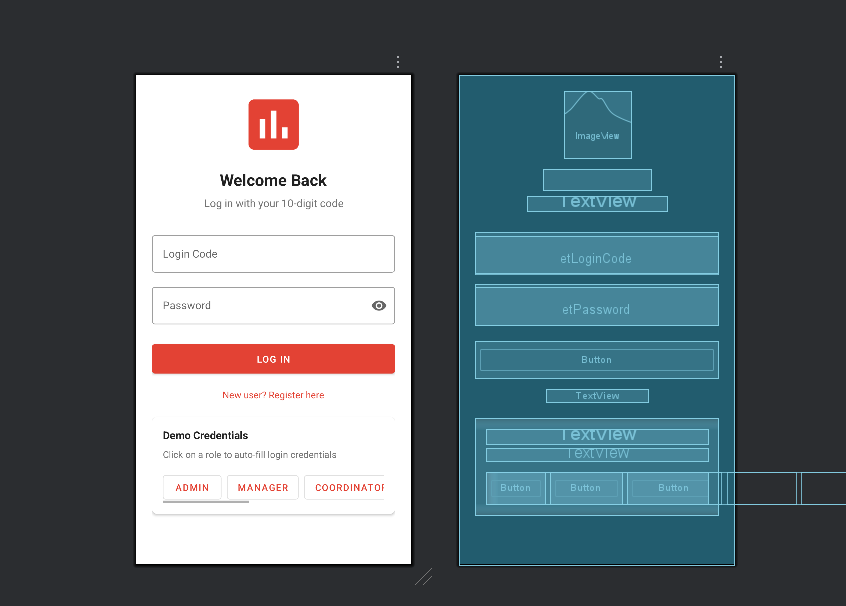 Welcome Back
Log in with your 10-digit code
Login Code
Password
LOG IN
New user? Register here
Demo Credentials
Click on a role to auto-fill login credentials
ADMIN MANAGER COORDINATOR
ImageView
TextView
etLoginCode
etPassword
Button
TextView
TextView
TextView
Button Button Button